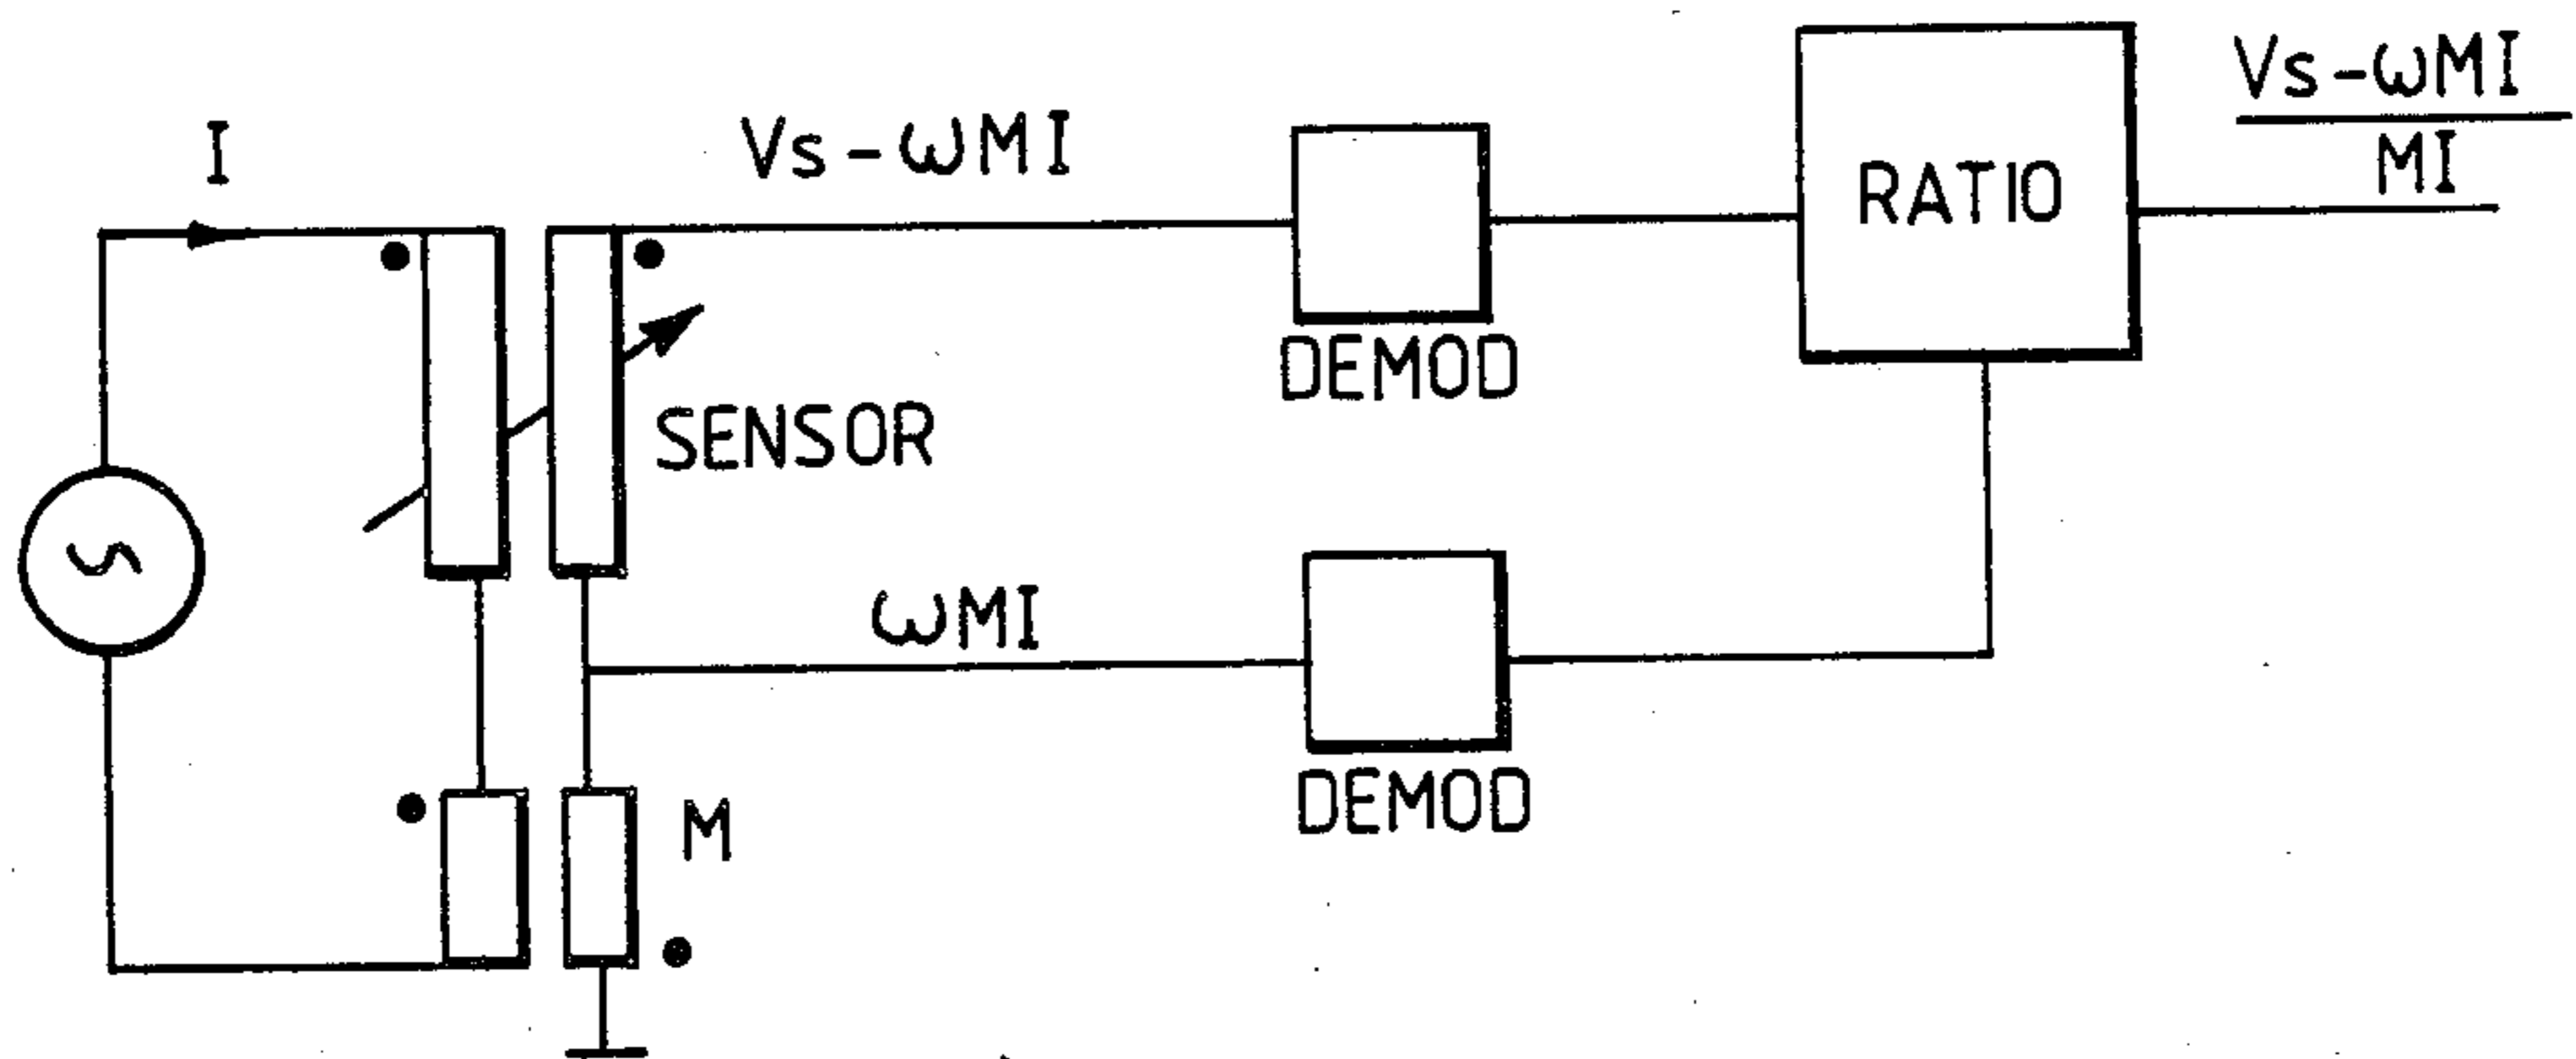 I
Vs-ωMI
Vs-ωMI
MI
RATIO
DEMOD
SENSOR
ωMI
DEMOD
M